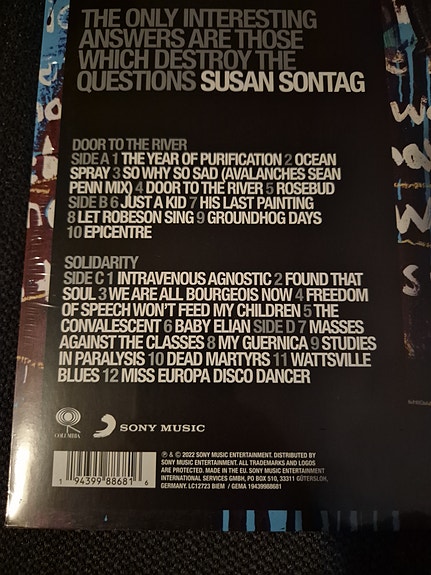 THE ONLY INTERESTING
ANSWERS ARE THOSE
WHICH DESTROY THE
QUESTIONS SUSAN SONTAG
DOOR TO THE RIVER
SIDE A 1 THE YEAR OF PURIFICATION 2 OCEAN
SPRAY 3 SO WHY SO SAD (AVALANCHES SEAN
PENN MIX) 4 DOOR TO THE RIVER 5 ROSEBUD
SIDE B 6 JUST A KID 7 HIS LAST PAINTING
8 LET ROBESON SING 9 GROUNDHOG DAYS
10 EPICENTRE
SOLIDARITY
SIDE C 1 INTRAVENOUS AGNOSTIC 2 FOUND THAT
SOUL 3 WE ARE ALL BOURGEOIS NOW 4 FREEDOM
OF SPEECH WON'T FEED MY CHILDREN 5 THE
CONVALESCENT 6 BABY ELIAN SIDE D 7 MASSES
AGAINST THE CLASSES 8 MY GUERNICA 9 STUDIES
IN PARALYSIS 10 DEAD MARTYRS 11 WATTSVILLE
BLUES 12 MISS EUROPA DISCO DANCER
COLUMBIA
SONY MUSIC
1 94399 88681 6
℗ & © 2022 SONY MUSIC ENTERTAINMENT. DISTRIBUTED BY
SONY MUSIC ENTERTAINMENT. ALL TRADEMARKS AND LOGOS
ARE PROTECTED. MADE IN THE EU. SONY MUSIC ENTERTAINMENT
INTERNATIONAL SERVICES GMBH, PO BOX 510, 33311 GÜTERSLOH,
GERMANY. LC12723 BIEM / GEMA 19439988681